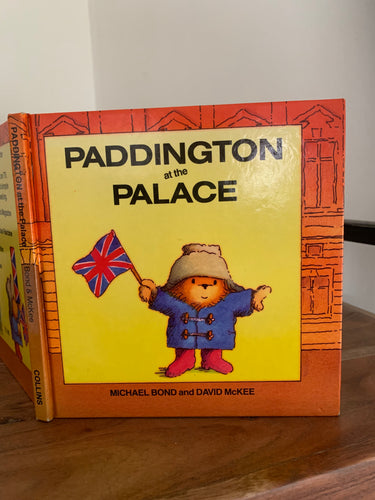 PADDINGTON
at the
PALACE
MICHAEL BOND and DAVID McKEE
PADDINGTON at the Palace
Bond & McKee
COLLINS